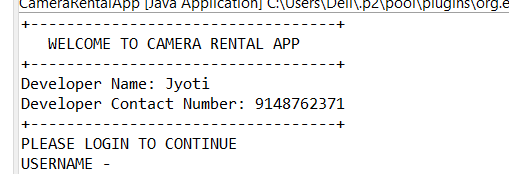 CameraRentalApp [Java Application] C:\Users\Dell\.p2\pool\plugins\org.e
+---------------------------------+
WELCOME TO CAMERA RENTAL APP
+---------------------------------+
Developer Name: Jyoti
Developer Contact Number: 9148762371
+---------------------------------+
PLEASE LOGIN TO CONTINUE
USERNAME -